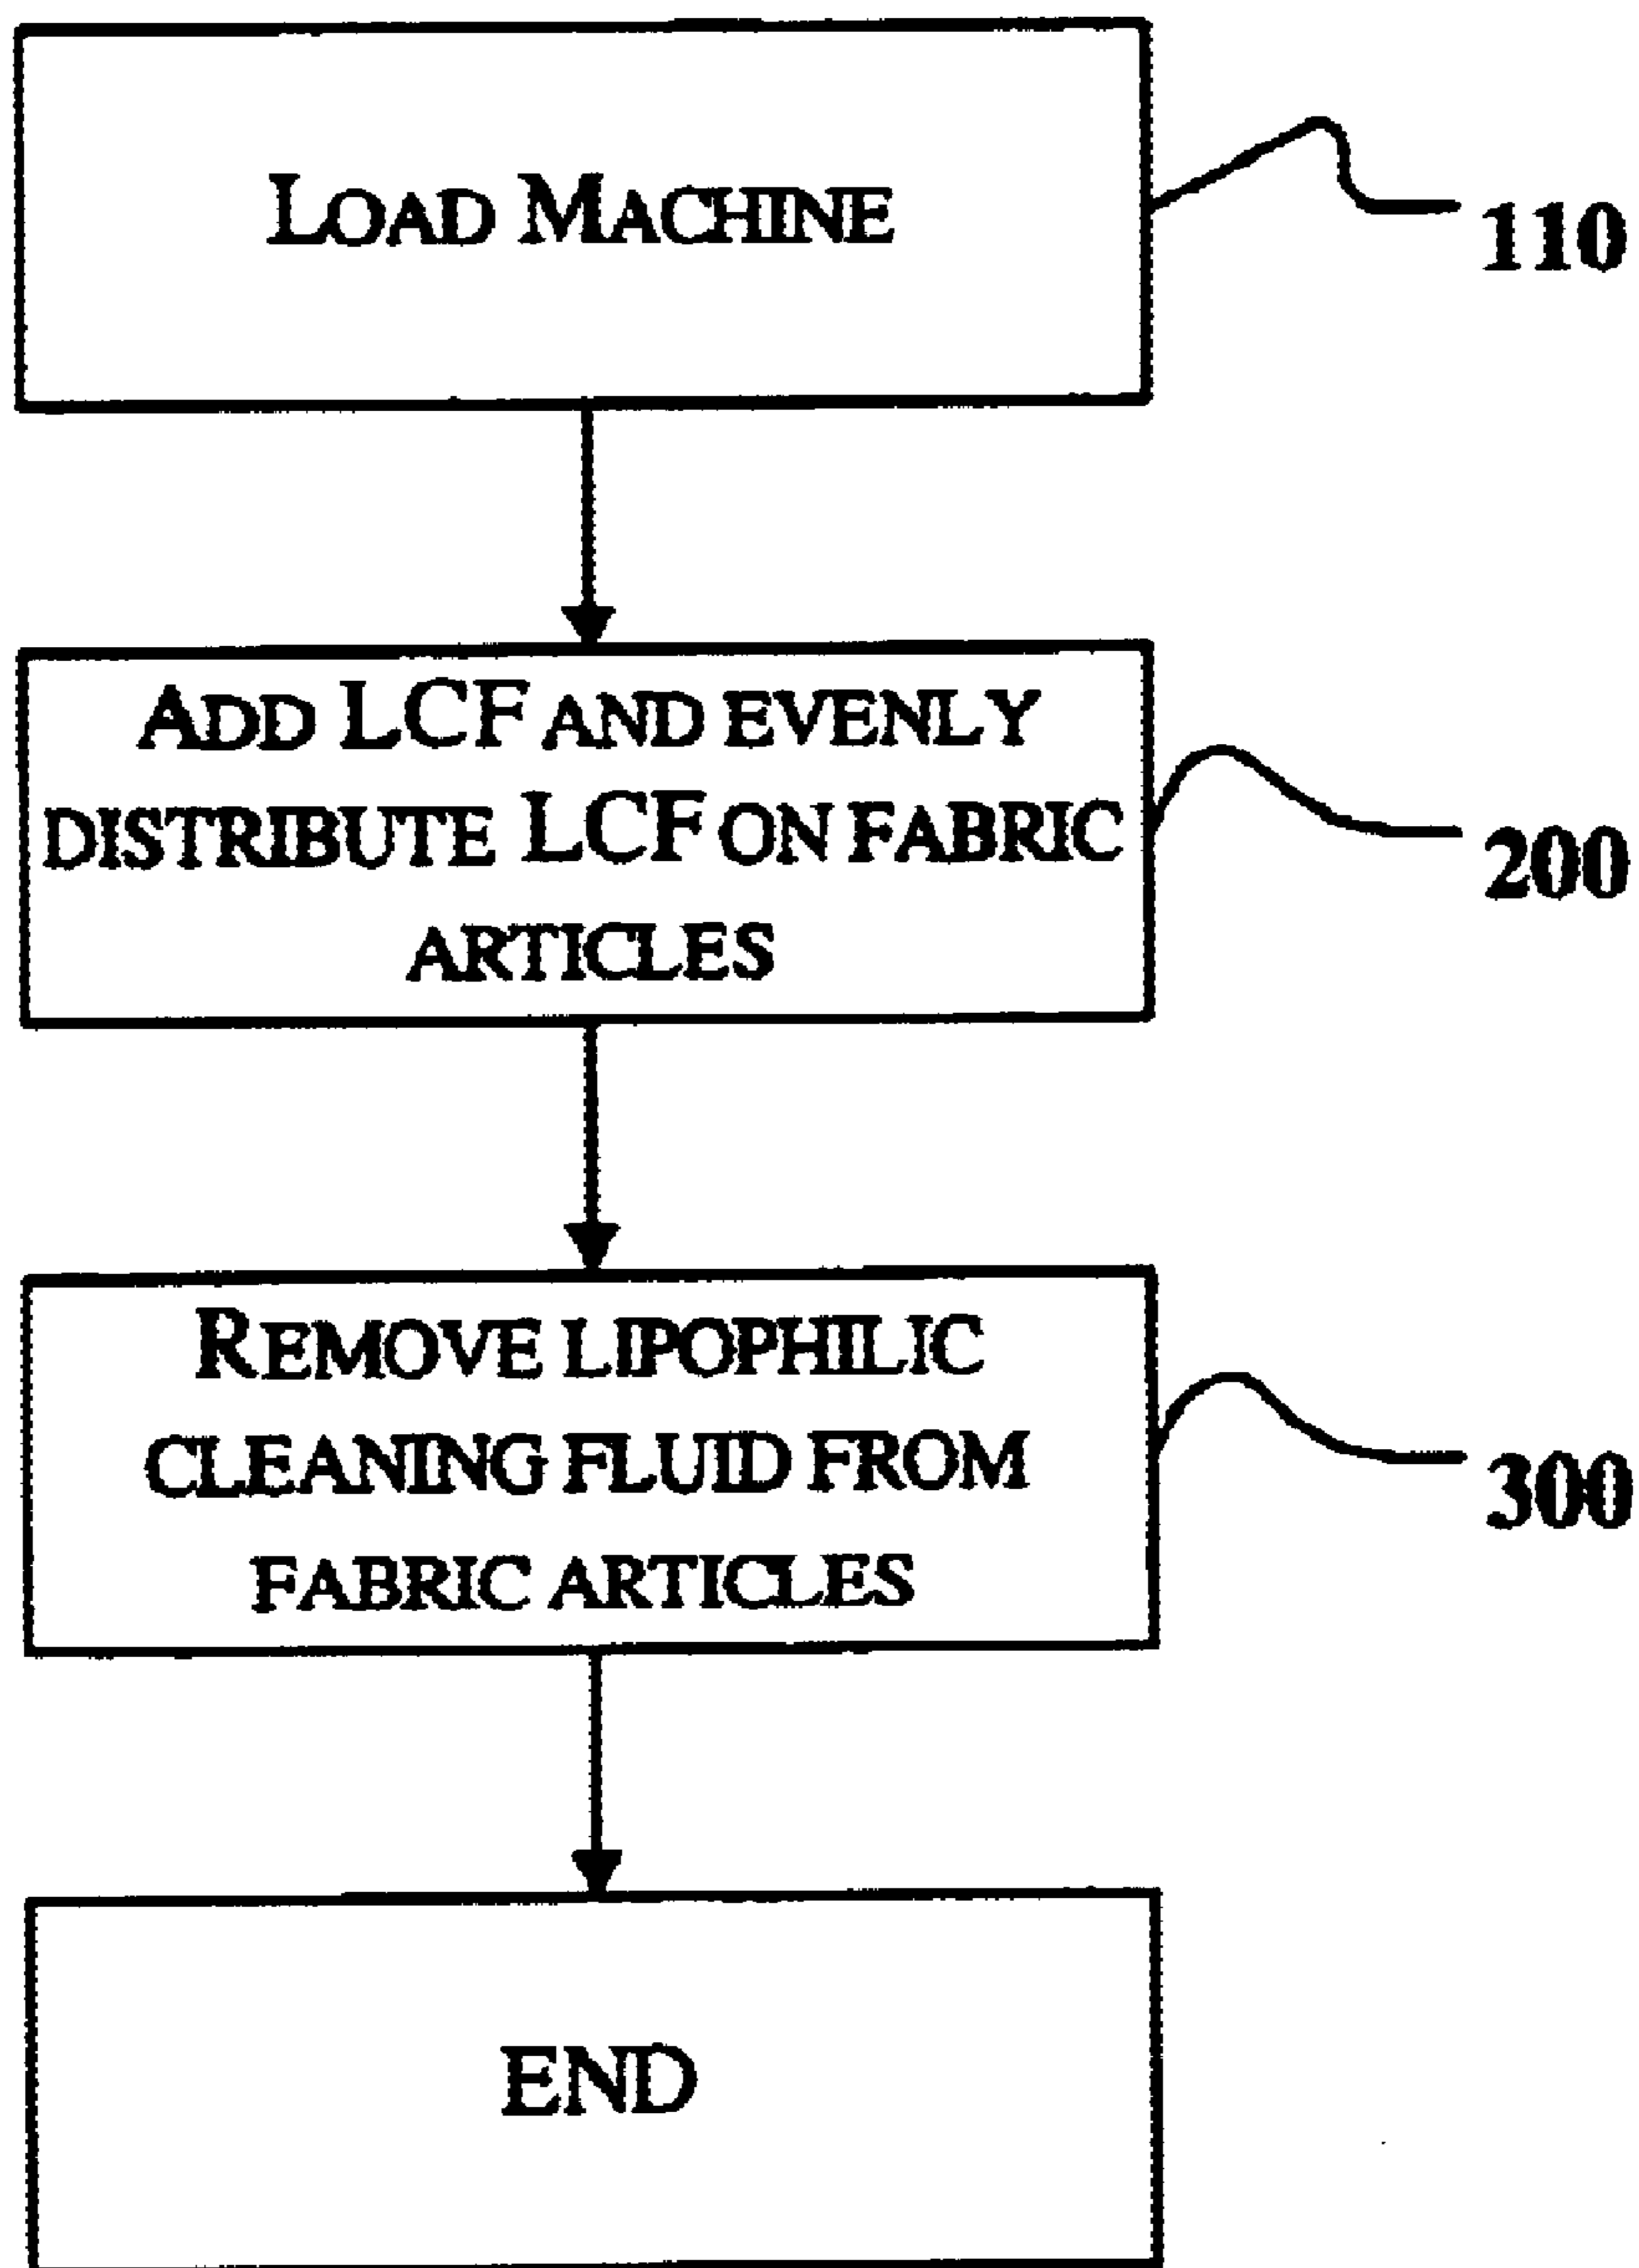 LOAD MACHINE
110
ADD LCF AND EVENLY
DISTRIBUTE LCF ON FABRIC
ARTICLES
200
REMOVE LIPOPHILIC
CLEANING FLUID FROM
FABRIC ARTICLES
300
END